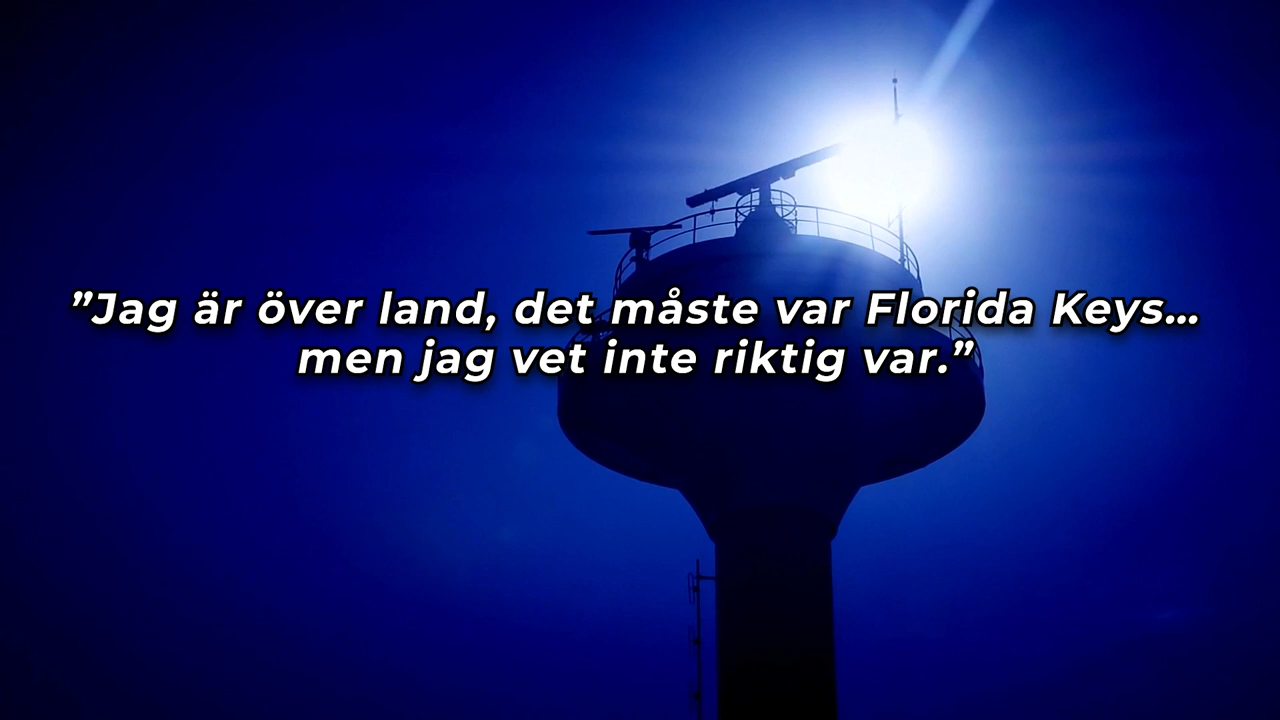 ”Jag är över land, det måste var Florida Keys...
men jag vet inte riktig var.”